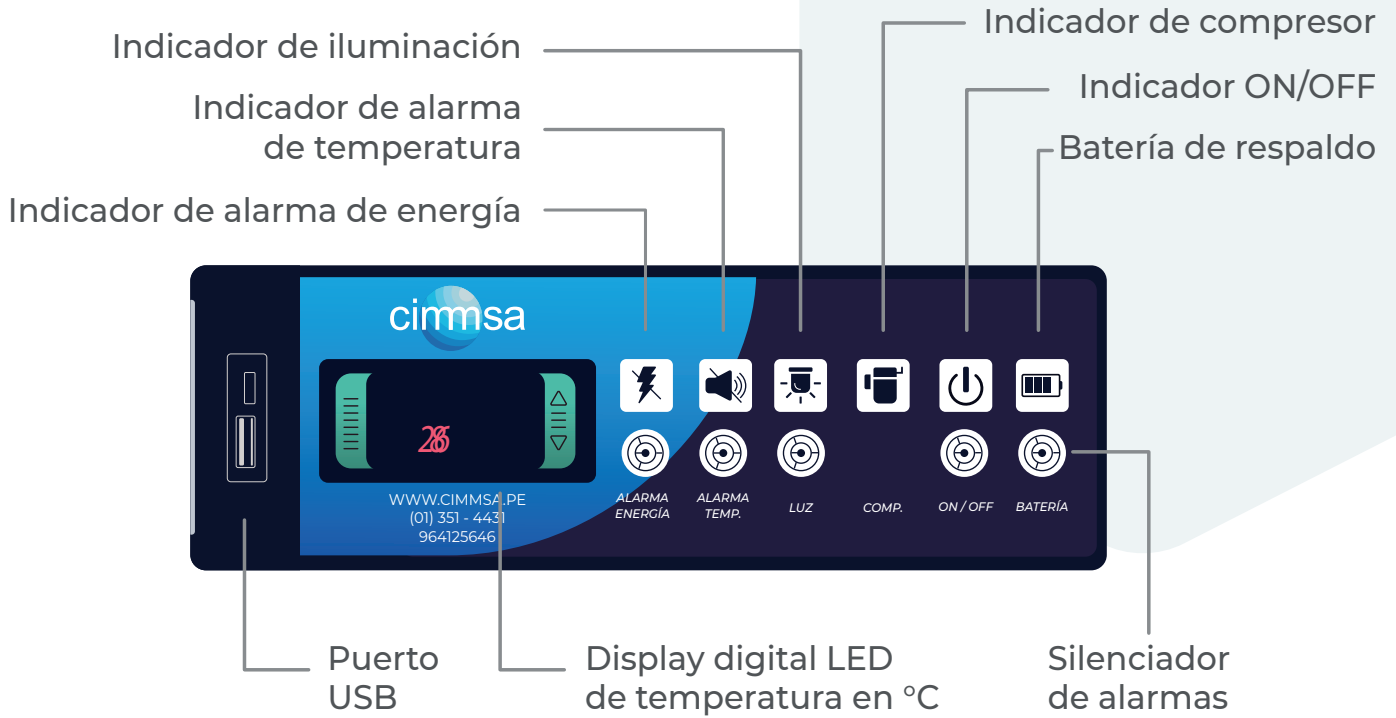 Indicador de compresor
Indicador de iluminación
Indicador ON/OFF
Indicador de alarma
de temperatura
Batería de respaldo
Indicador de alarma de energía
cimmsa
WWW.CIMMSA.PE
(01) 351 - 4431
964125646
ALARMA
ENERGÍA
ALARMA
TEMP.
LUZ
COMP.
ON / OFF
BATERÍA
Puerto
USB
Display digital LED
de temperatura en °C
Silenciador
de alarmas